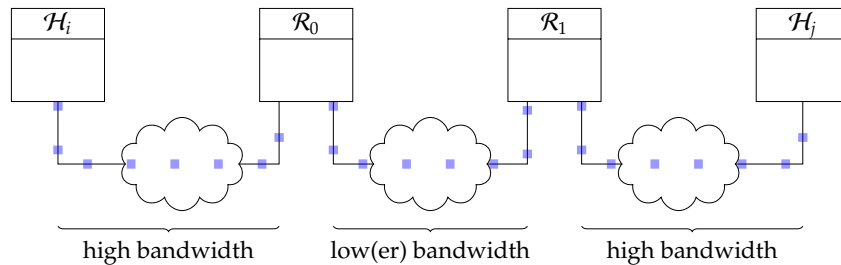 ℋᵢ
ℛ₀
ℛ₁
ℋⱼ
high bandwidth
low(er) bandwidth
high bandwidth